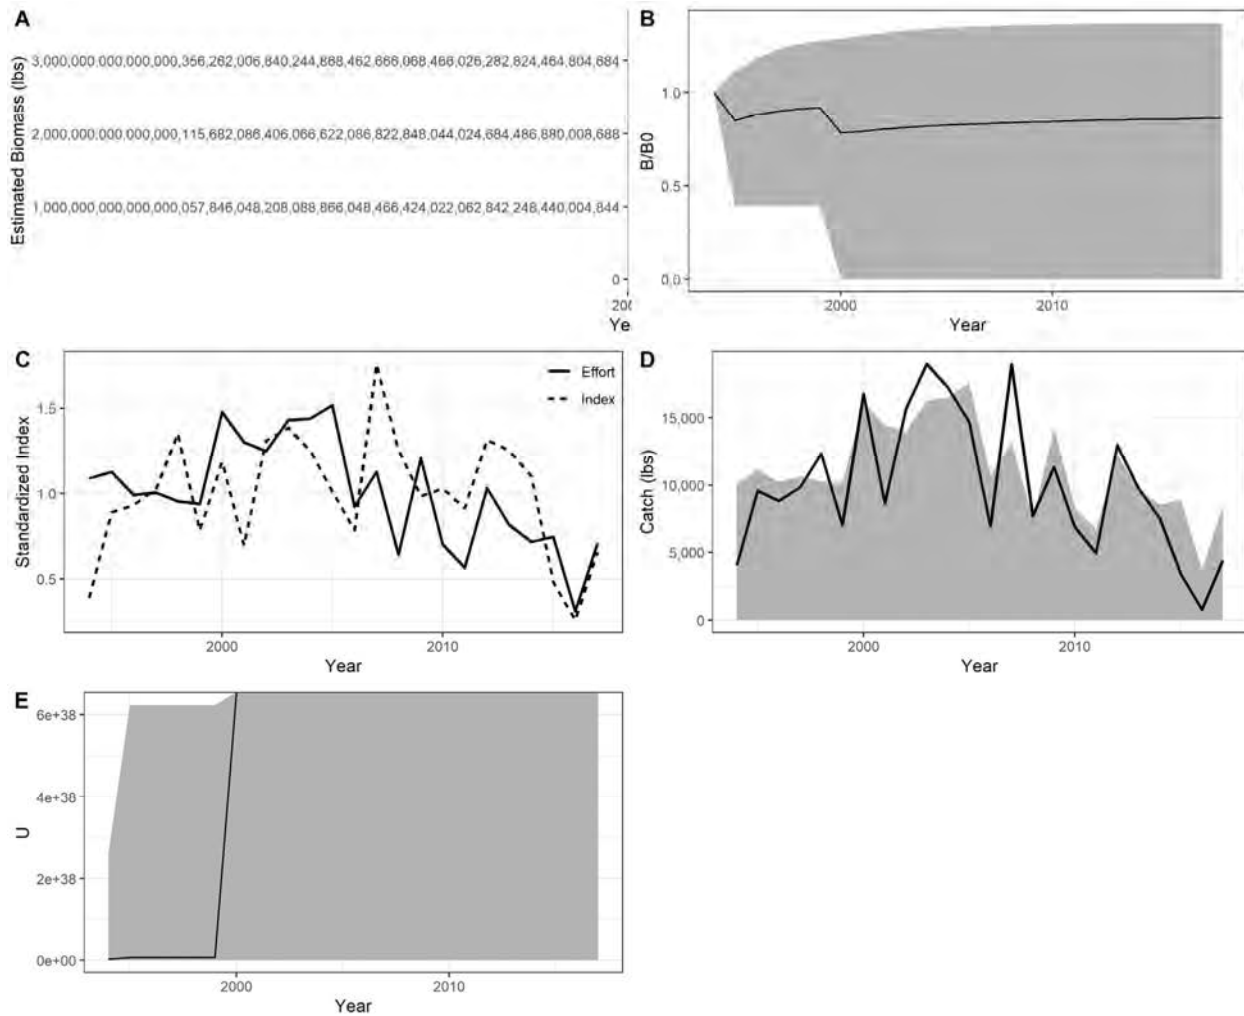 A
Estimated Biomass (lbs)
3,000,000,000,000,000,356,262,006,840,244,888,462,666,068,466,026,282,824,464,804,684
2,000,000,000,000,000,115,682,086,406,066,622,086,822,848,044,024,684,486,880,008,688
1,000,000,000,000,000,057,846,048,208,088,866,048,466,424,022,062,842,248,440,004,844
0
200
Ye
B
B/B0
1.0
0.5
0.0
2000
2010
Year
C
Standardized Index
1.5
1.0
0.5
Effort
Index
2000
2010
Year
D
Catch (lbs)
15,000
10,000
5,000
0
2000
2010
Year
E
U
6e+38
4e+38
2e+38
0e+00
2000
2010
Year